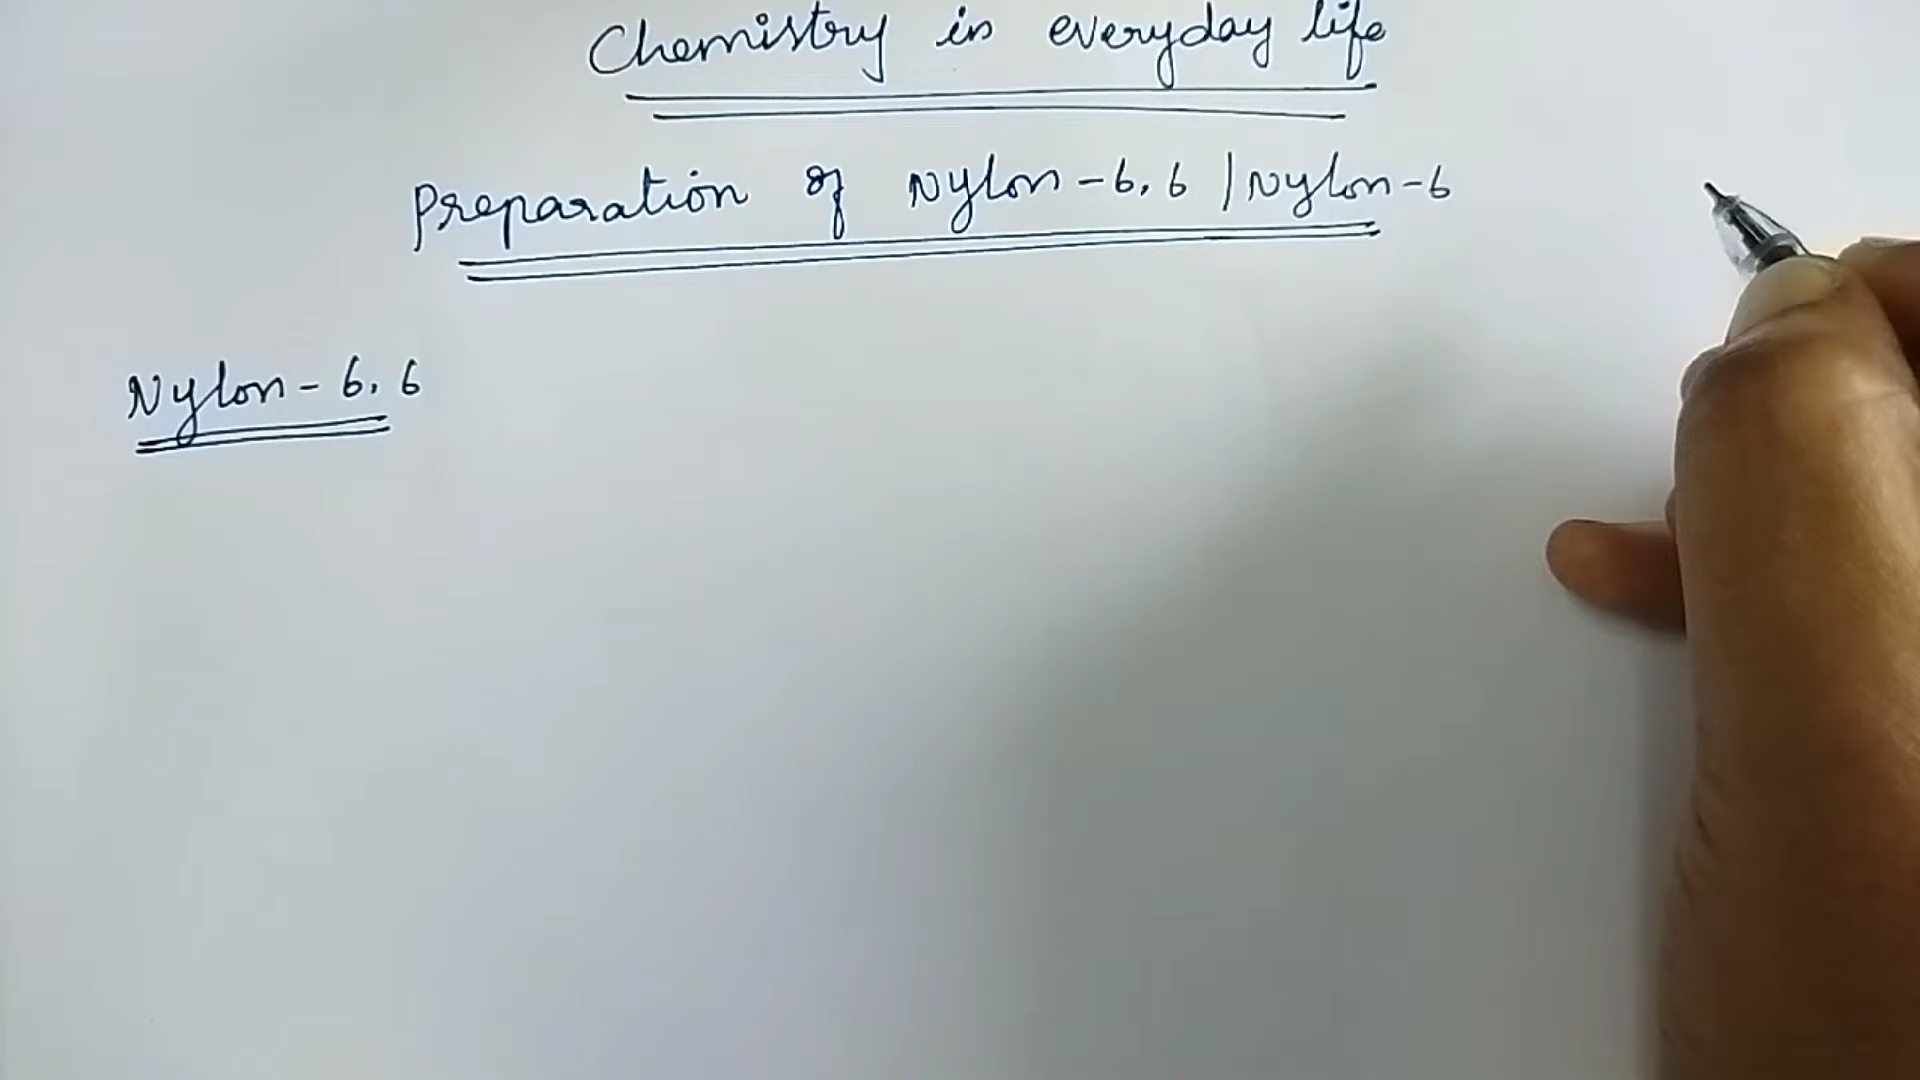 Chemistry in everyday life
Preparation of Nylon-6,6 | Nylon-6
Nylon-6,6